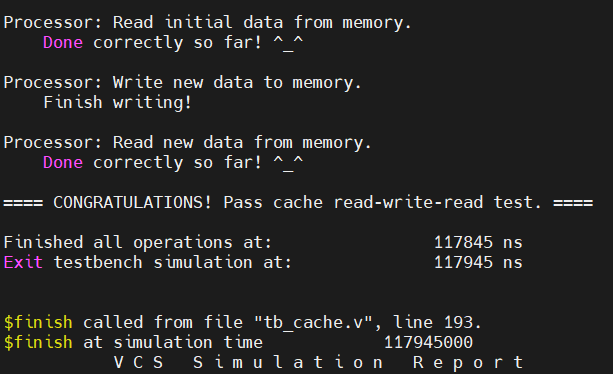 Processor: Read initial data from memory.
Done correctly so far! ^_^
Processor: Write new data to memory.
Finish writing!
Processor: Read new data from memory.
Done correctly so far! ^_^
==== CONGRATULATIONS! Pass cache read-write-read test. ====
Finished all operations at: 117845 ns
Exit testbench simulation at: 117945 ns
$finish called from file "tb_cache.v", line 193.
$finish at simulation time 117945000
V C S S i m u l a t i o n R e p o r t